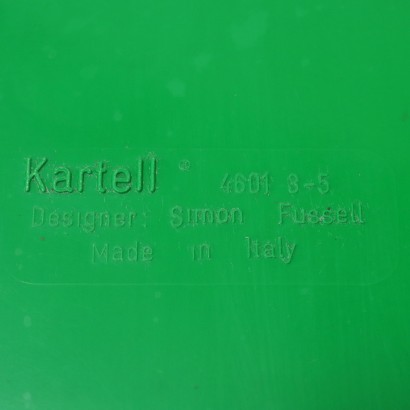 Kartell ® 4601 8-5
Designer: Simon Fussell
Made in Italy